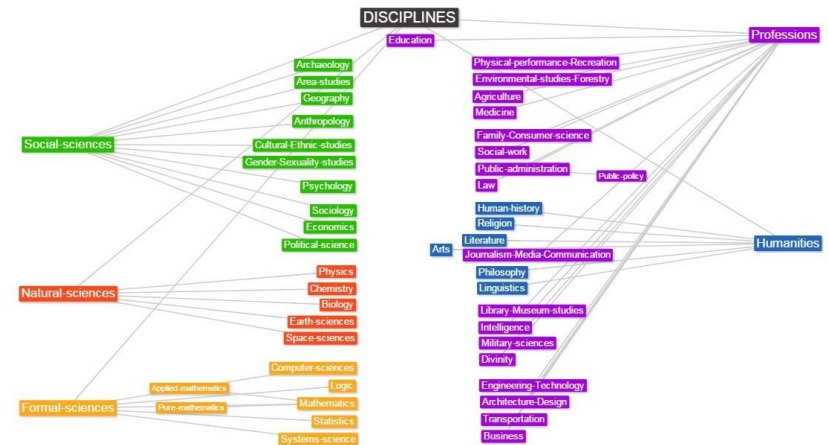 DISCIPLINES
Education
Professions
Archaeology
Area-studies
Geography
Anthropology
Social-sciences
Cultural-Ethnic-studies
Gender-Sexuality-studies
Psychology
Sociology
Economics
Political-science
Physics
Natural-sciences
Chemistry
Biology
Earth-sciences
Space-sciences
Computer-sciences
Applied-mathematics
Logic
Formal-sciences
Pure-mathematics
Mathematics
Statistics
Systems-science
Physical-performance-Recreation
Environmental-studies-Forestry
Agriculture
Medicine
Family-Consumer-science
Social-work
Public-administration
Public-policy
Law
Human-history
Religion
Literature
Arts
Humanities
Journalism-Media-Communication
Philosophy
Linguistics
Library-Museum-studies
Intelligence
Military-sciences
Divinity
Engineering-Technology
Architecture-Design
Transportation
Business